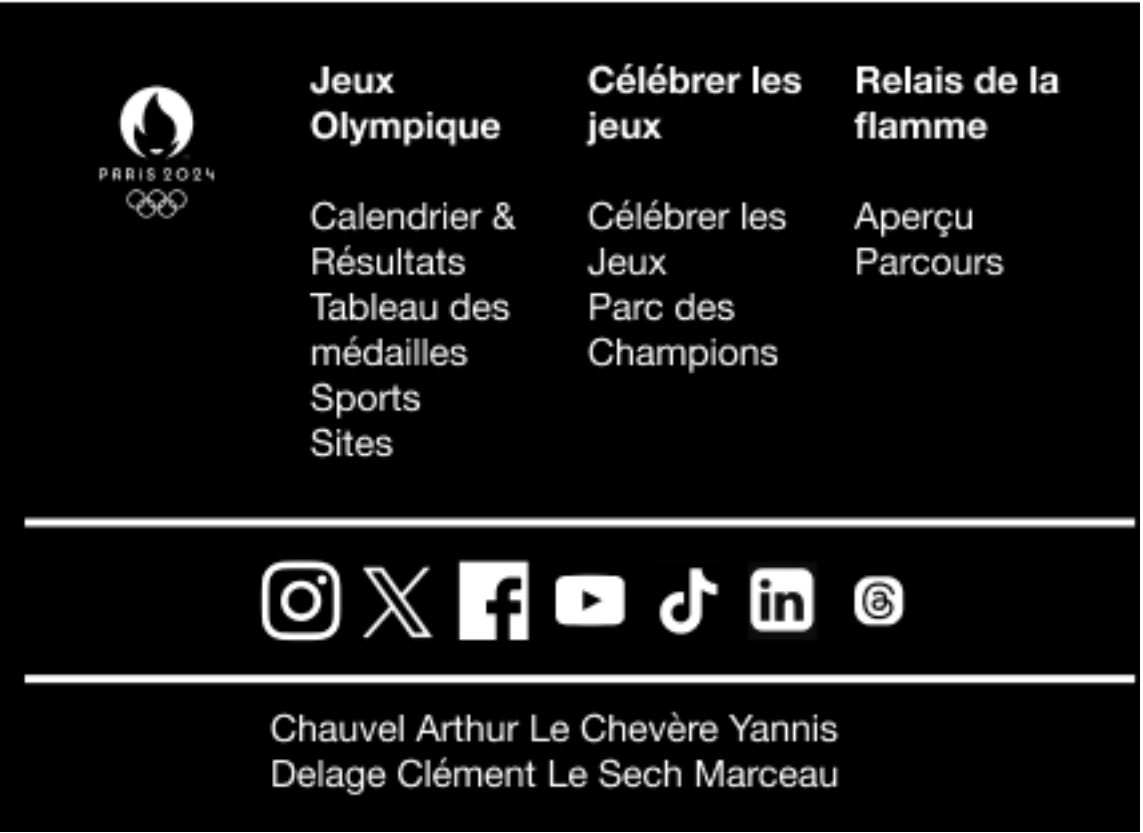 PARIS 2024
Jeux
Olympique
Calendrier &
Résultats
Tableau des
médailles
Sports
Sites
Célébrer les
jeux
Célébrer les
Jeux
Parc des
Champions
Relais de la
flamme
Aperçu
Parcours
in
Chauvel Arthur Le Chevère Yannis
Delage Clément Le Sech Marceau